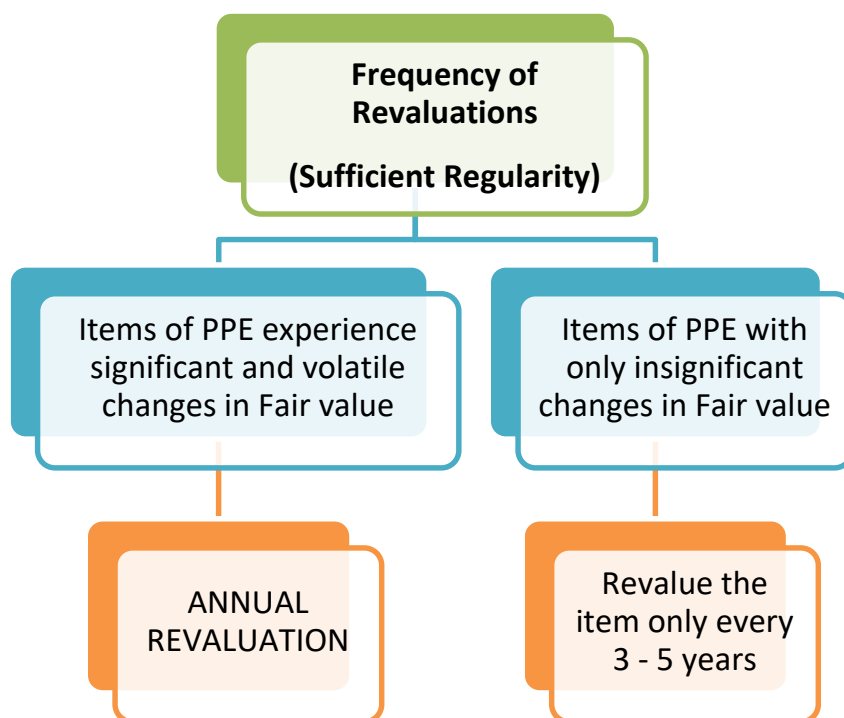 Frequency of
Revaluations
(Sufficient Regularity)
Items of PPE experience
significant and volatile
changes in Fair value
Items of PPE with
only insignificant
changes in Fair value
ANNUAL
REVALUATION
Revalue the
item only every
3 - 5 years